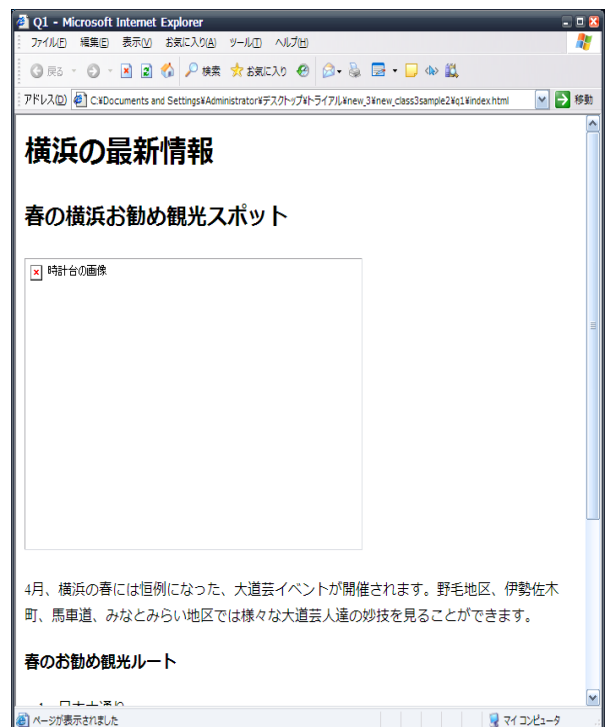 Q1 - Microsoft Internet Explorer
ファイル(F) 編集(E) 表示(V) お気に入り(A) ツール(T) ヘルプ(H)
戻る 検索 お気に入り
アドレス(D) C:¥Documents and Settings¥Administrator¥デスクトップ¥トライアル¥new_3¥new_class3sample2¥q1¥index.html 移動
横浜の最新情報
春の横浜お勧め観光スポット
時計台の画像
4月、横浜の春には恒例になった、大道芸イベントが開催されます。野毛地区、伊勢佐木
町、馬車道、みなとみらい地区では様々な大道芸人達の妙技を見ることができます。
春のお勧め観光ルート
ページが表示されました マイ コンピュータ